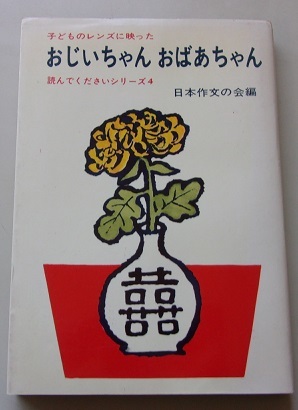 子どものレンズに映った
おじいちゃん おばあちゃん
読んでくださいシリーズ4
日本作文の会編
囍